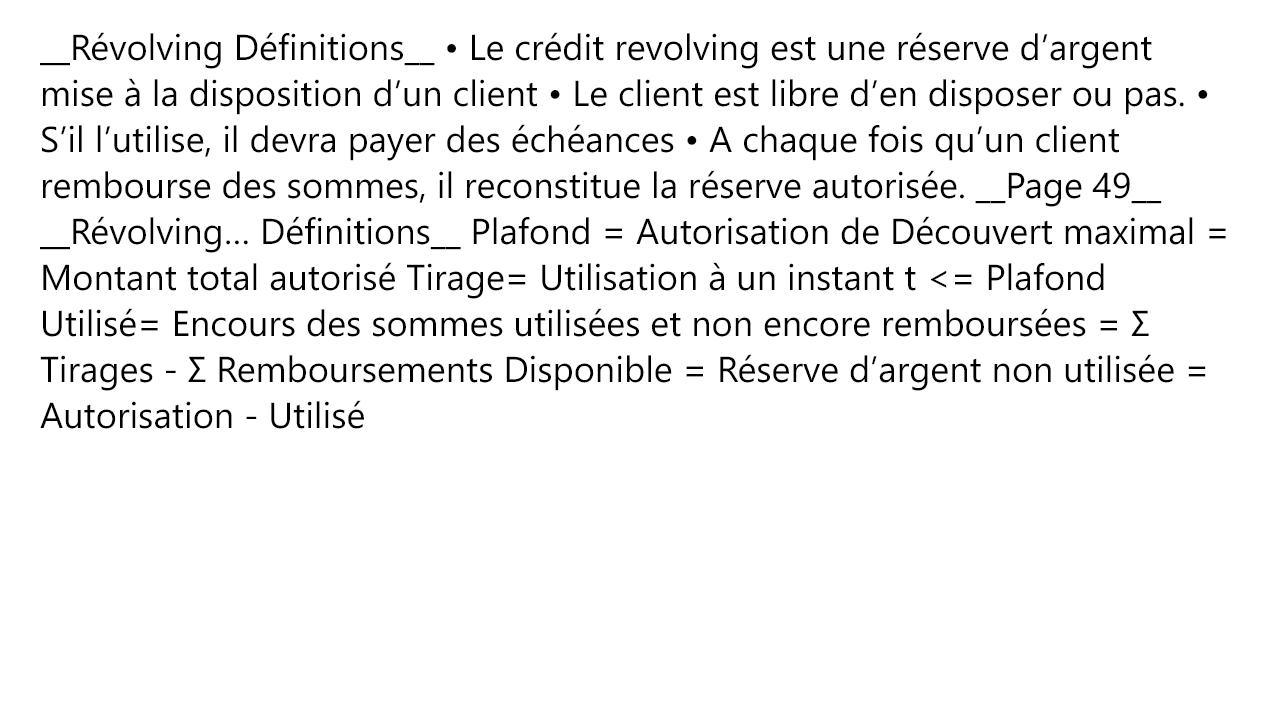 __Révolving Définitions__ • Le crédit revolving est une réserve d’argent
mise à la disposition d’un client • Le client est libre d’en disposer ou pas. •
S’il l’utilise, il devra payer des échéances • A chaque fois qu’un client
rembourse des sommes, il reconstitue la réserve autorisée. __Page 49__
__Révolving... Définitions__ Plafond = Autorisation de Découvert maximal =
Montant total autorisé Tirage= Utilisation à un instant t <= Plafond
Utilisé= Encours des sommes utilisées et non encore remboursées = Σ
Tirages - Σ Remboursements Disponible = Réserve d’argent non utilisée =
Autorisation - Utilisé